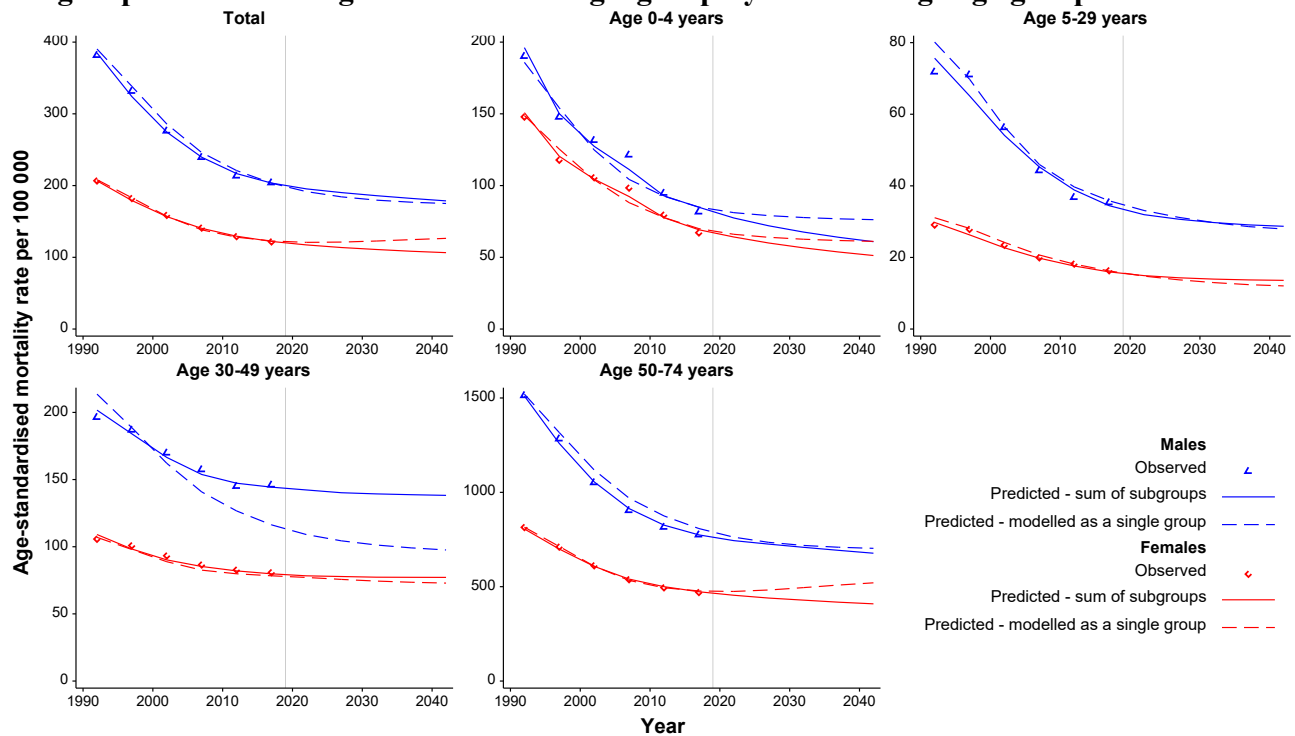 Total
Age 0-4 years
Age 5-29 years
400
300
200
100
0
1990 2000 2010 2020 2030 2040
200
150
100
50
0
1990 2000 2010 2020 2030 2040
80
60
40
20
0
1990 2000 2010 2020 2030 2040
Age-standardised mortality rate per 100 000
Age 30-49 years
Age 50-74 years
200
150
100
50
0
1990 2000 2010 2020 2030 2040
1500
1000
500
0
1990 2000 2010 2020 2030 2040
Males
Observed
Predicted - sum of subgroups
Predicted - modelled as a single group
Females
Observed
Predicted - sum of subgroups
Predicted - modelled as a single group
Year